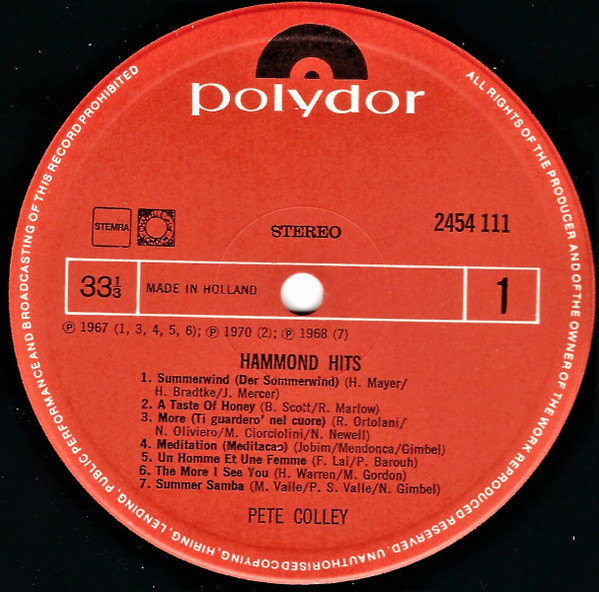 polydor
ALL RIGHTS OF THE PRODUCER AND OF THE OWNER OF THE WORK REPRODUCED RESERVED. UNAUTHORISED COPYING, HIRING, LENDING, PUBLIC PERFORMANCE AND BROADCASTING OF THIS RECORD PROHIBITED
STEMRA
STEREO
2454 111
33⅓
MADE IN HOLLAND
1
℗ 1967 (1, 3, 4, 5, 6); ℗ 1970 (2); ℗ 1968 (7)
HAMMOND HITS
1. Summerwind (Der Sommerwind) (H. Mayer/
H. Bradtke/J. Mercer)
2. A Taste Of Honey (B. Scott/R. Marlow)
3. More (Ti guardero' nel cuore) (R. Ortolani/
N. Oliviero/M. Ciorciolini/N. Newell)
4. Meditation (Meditacaɔ) (Jobim/Mendonca/Gimbel)
5. Un Homme Et Une Femme (F. Lai/P. Barouh)
6. The More I See You (H. Warren/M. Gordon)
7. Summer Samba (M. Valle/P. S. Valle/N. Gimbel)
PETE COLLEY